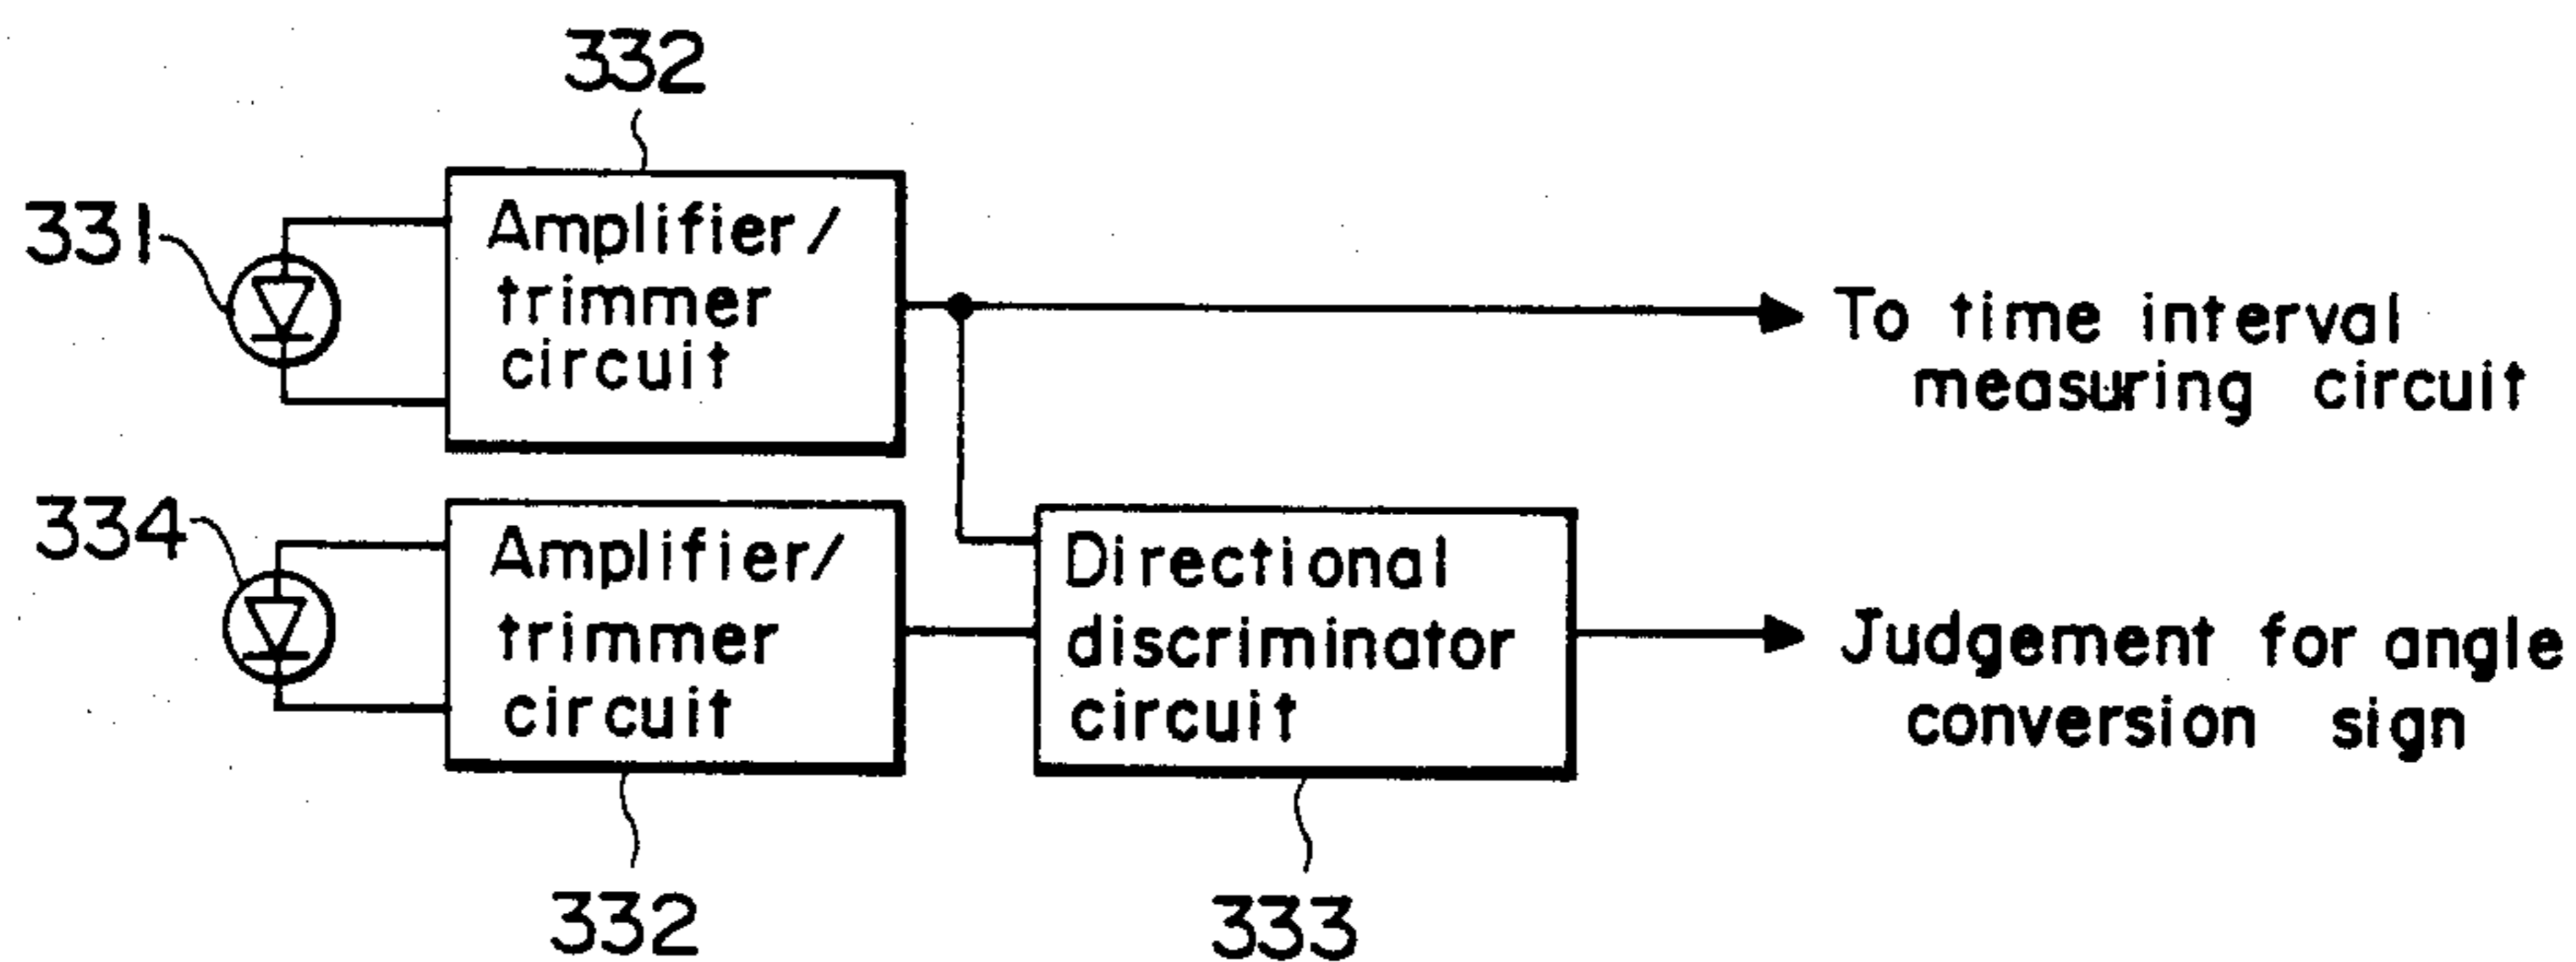 332
331
Amplifier/
trimmer
circuit
To time interval
measuring circuit
334
Amplifier/
trimmer
circuit
Directional
discriminator
circuit
Judgement for angle
conversion sign
332
333